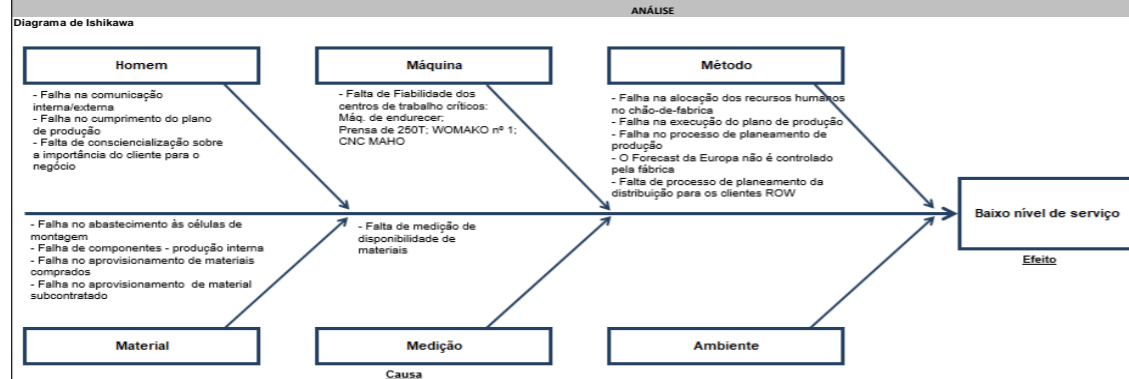 ANÁLISE
Diagrama de Ishikawa
Homem
- Falha na comunicação
interna/externa
- Falha no cumprimento do plano
de produção
- Falta de consciencialização sobre
a importância do cliente para o
negócio
Máquina
- Falta de Fiabilidade dos
centros de trabalho críticos:
Máq. de endurecer;
Prensa de 250T; WOMAKO nº 1;
CNC MAHO
Método
- Falha na alocação dos recursos humanos
no chão-de-fabrica
- Falha na execução do plano de produção
- Falha no processo de planeamento de
produção
- O Forecast da Europa não é controlado
pela fábrica
- Falta de processo de planeamento da
distribuição para os clientes ROW
Baixo nível de serviço
Efeito
- Falha no abastecimento às células de
montagem
- Falha de componentes - produção interna
- Falha no aprovisionamento de materiais
comprados
- Falha no aprovisionamento de material
subcontratado
Material
- Falta de medição de
disponibilidade de
materiais
Medição
Ambiente
Causa